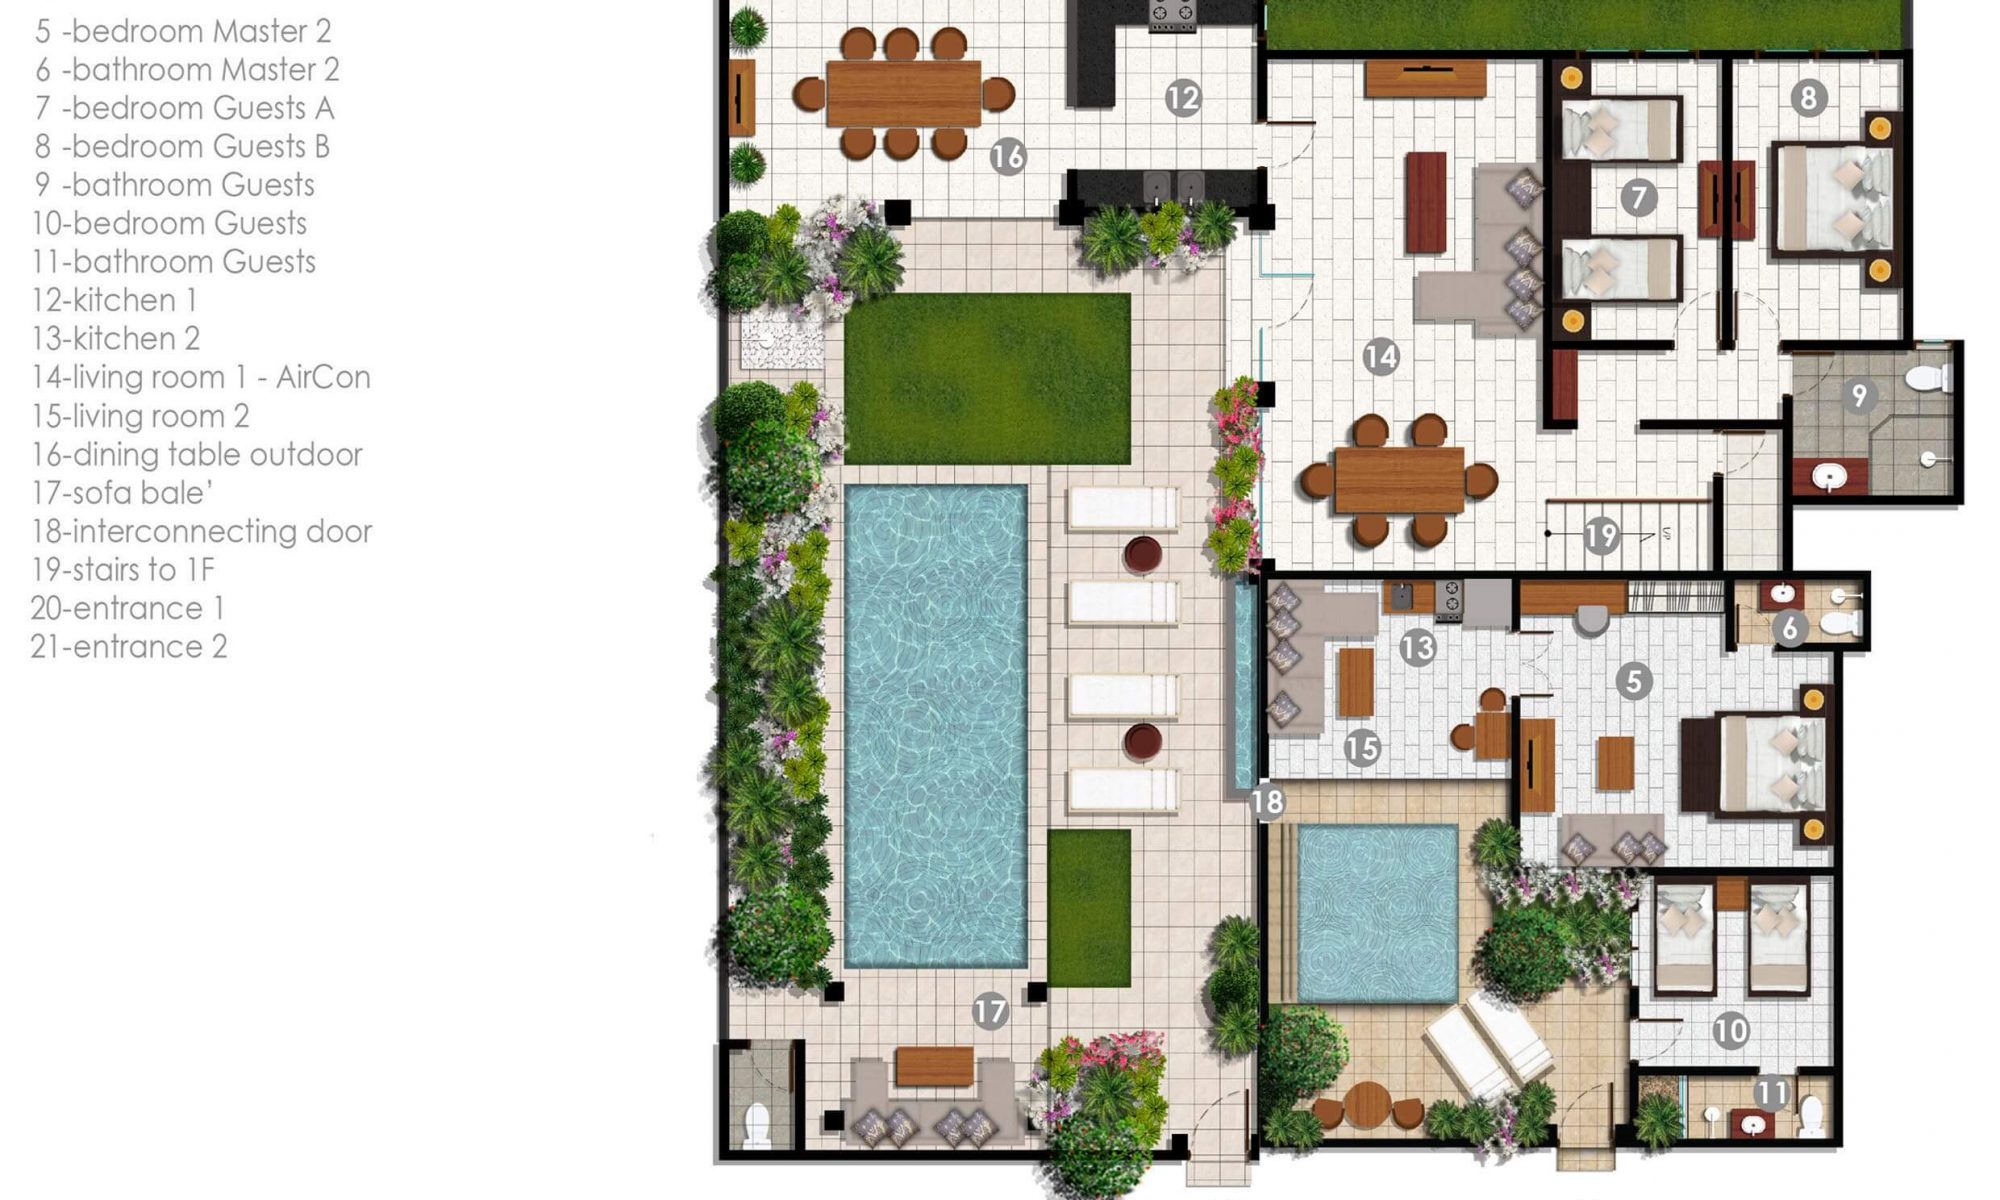 5 -bedroom Master 2
6 -bathroom Master 2
7 -bedroom Guests A
8 -bedroom Guests B
9 -bathroom Guests
10-bedroom Guests
11-bathroom Guests
12-kitchen 1
13-kitchen 2
14-living room 1 - AirCon
15-living room 2
16-dining table outdoor
17-sofa bale'
18-interconnecting door
19-stairs to 1F
20-entrance 1
21-entrance 2
12
8
16
7
14
9
19
UP
6
13
5
15
18
17
10
11